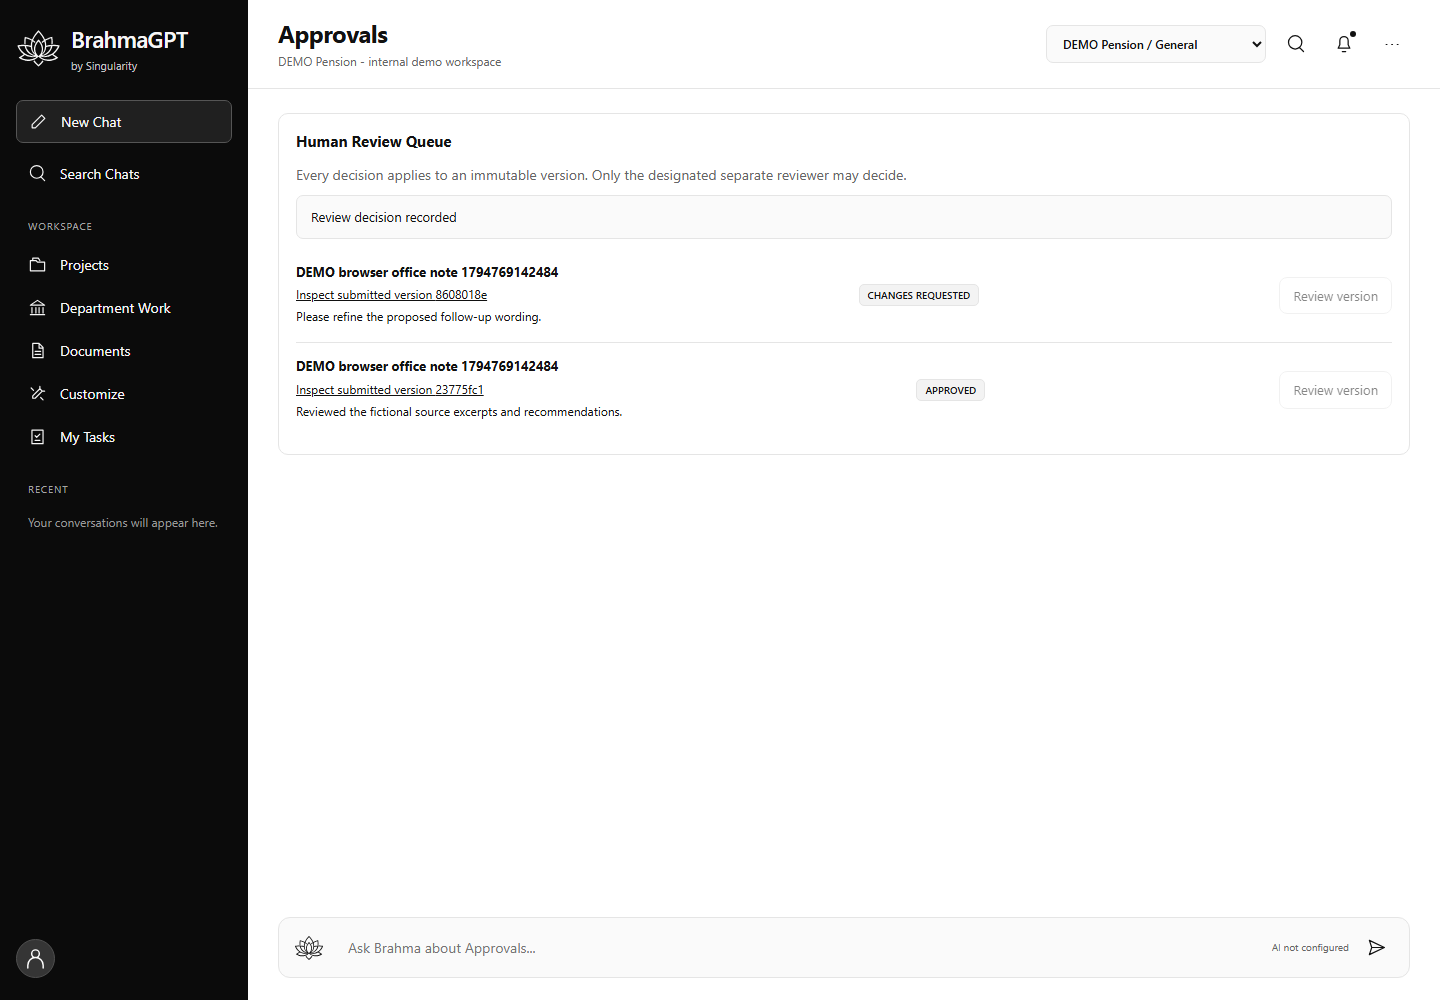 BrahmaGPT
by Singularity
New Chat
Search Chats
WORKSPACE
Projects
Department Work
Documents
Customize
My Tasks
RECENT
Your conversations will appear here.
Approvals
DEMO Pension - internal demo workspace
DEMO Pension / General
Human Review Queue
Every decision applies to an immutable version. Only the designated separate reviewer may decide.
Review decision recorded
DEMO browser office note 1794769142484
Inspect submitted version 8608018e
Please refine the proposed follow-up wording.
CHANGES REQUESTED
Review version
DEMO browser office note 1794769142484
Inspect submitted version 23775fc1
Reviewed the fictional source excerpts and recommendations.
APPROVED
Review version
Ask Brahma about Approvals...
AI not configured